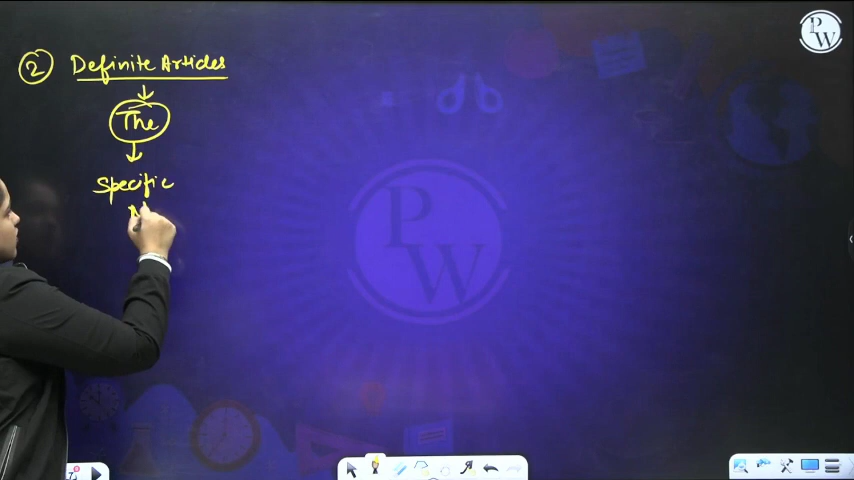 ② Definite Articles
The
Specific
N
P W
P W